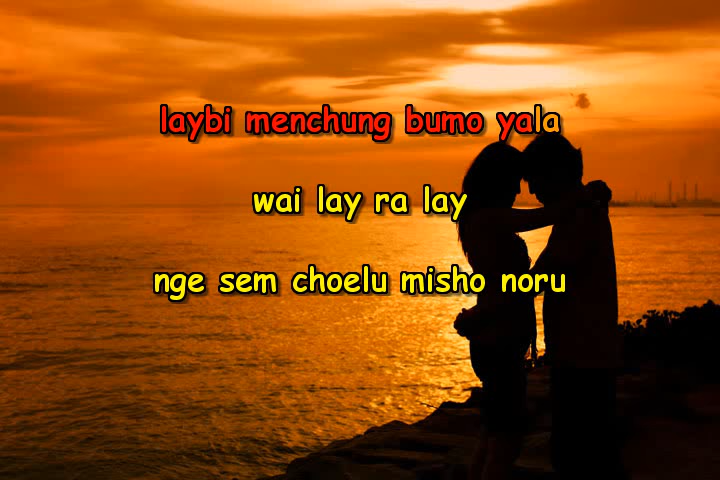 laybi menchung bumo yala
wai lay ra lay
nge sem choelu misho noru